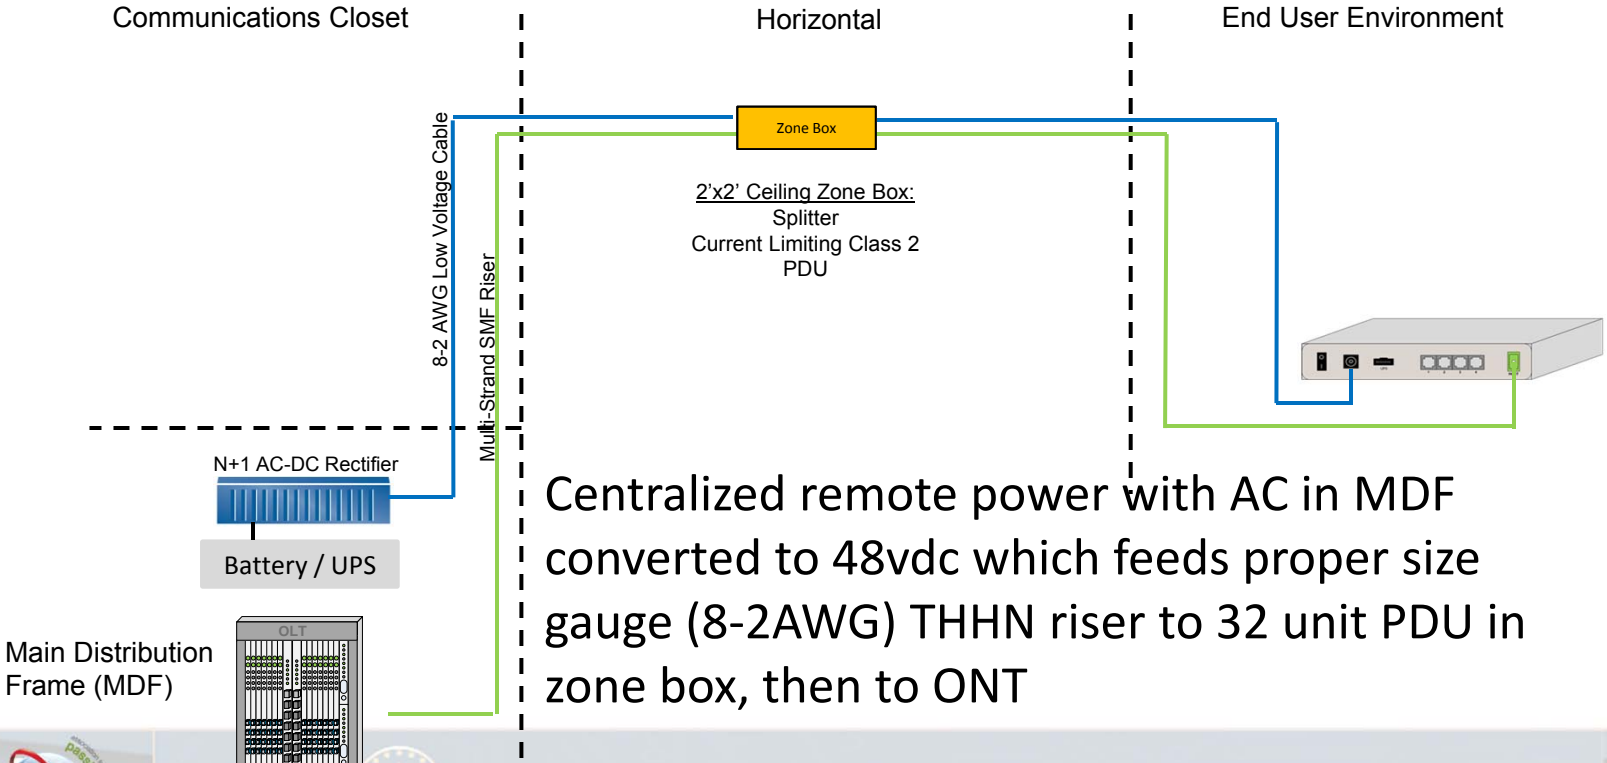 Communications Closet
Horizontal
End User Environment
8-2 AWG Low Voltage Cable
Multi-Strand SMF Riser
Zone Box
2’x2’ Ceiling Zone Box:
Splitter
Current Limiting Class 2
PDU
N+1 AC-DC Rectifier
Battery / UPS
OLT
Main Distribution
Frame (MDF)
Centralized remote power with AC in MDF
converted to 48vdc which feeds proper size
gauge (8-2AWG) THHN riser to 32 unit PDU in
zone box, then to ONT